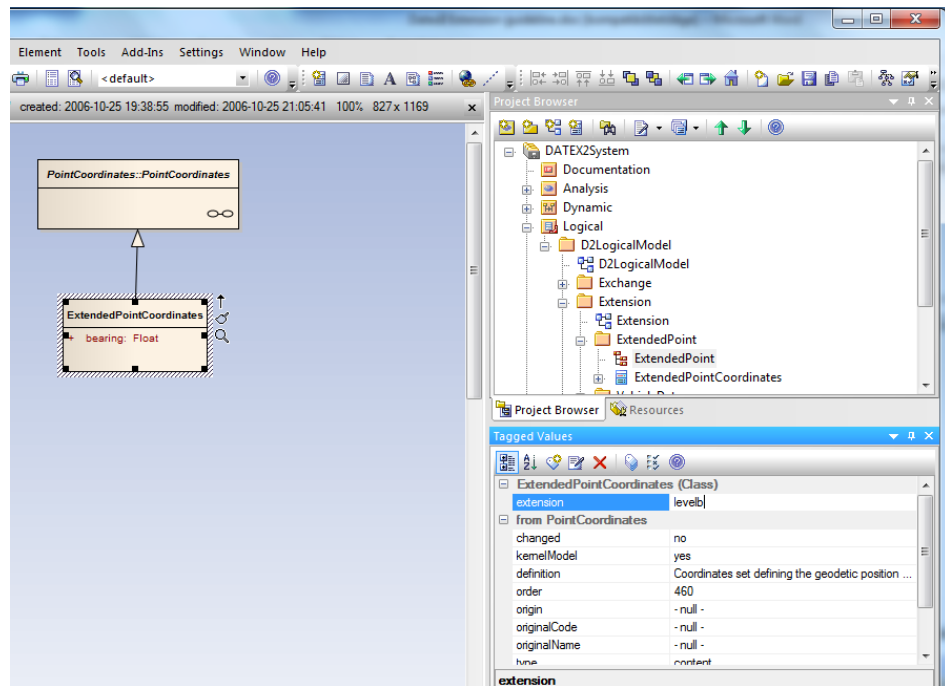 Element Tools Add-Ins Settings Window Help
<default>
created: 2006-10-25 19:38:55 modified: 2006-10-25 21:05:41 100% 827 x 1169 x
PointCoordinates::PointCoordinates
ExtendedPointCoordinates
+ bearing: Float
Project Browser
DATEX2System
Documentation
Analysis
Dynamic
Logical
D2LogicalModel
D2LogicalModel
Exchange
Extension
Extension
ExtendedPoint
ExtendedPoint
ExtendedPointCoordinates
Project Browser Resources
Tagged Values
ExtendedPointCoordinates (Class)
extension levelb
from PointCoordinates
changed no
kernelModel yes
definition Coordinates set defining the geodetic position ...
order 460
origin - null -
originalCode - null -
originalName - null -
type content
extension